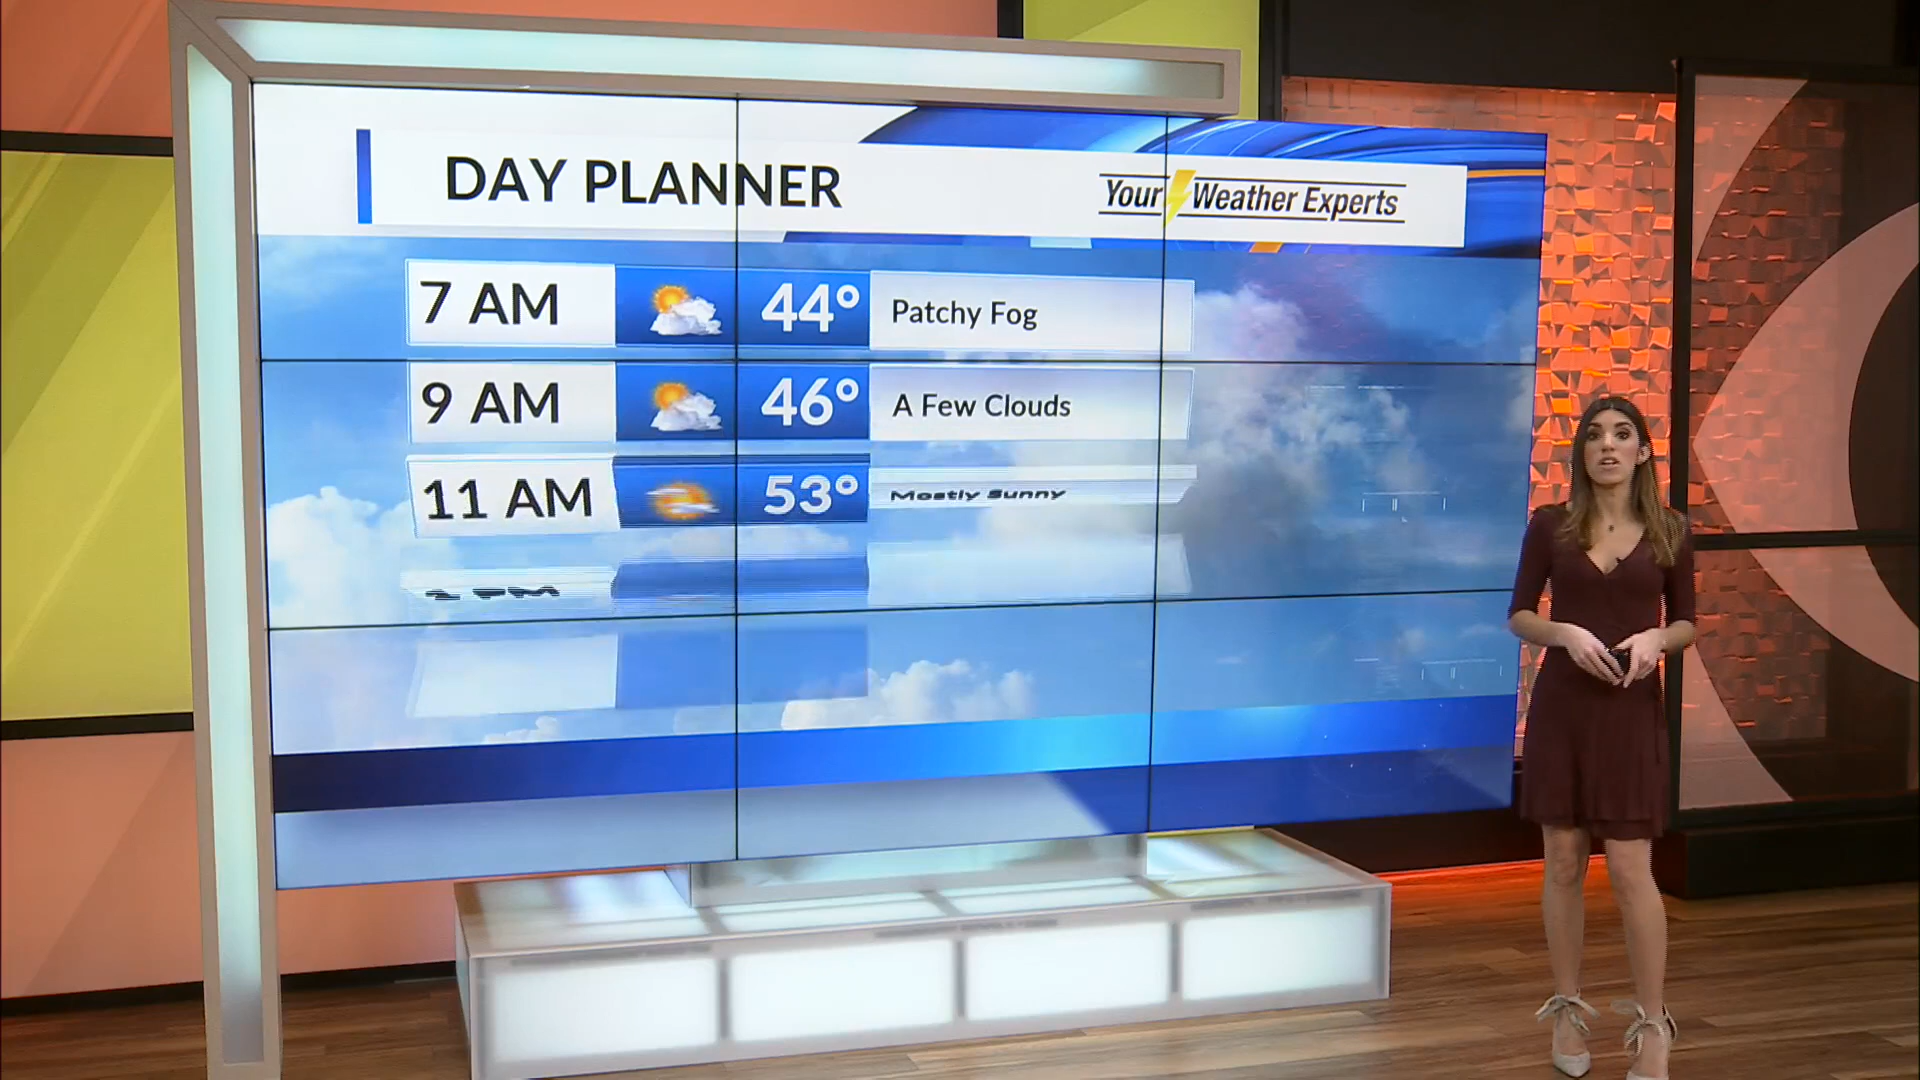 DAY PLANNER
Your Weather Experts
7 AM 44° Patchy Fog
9 AM 46° A Few Clouds
11 AM 53° Mostly Sunny
PM